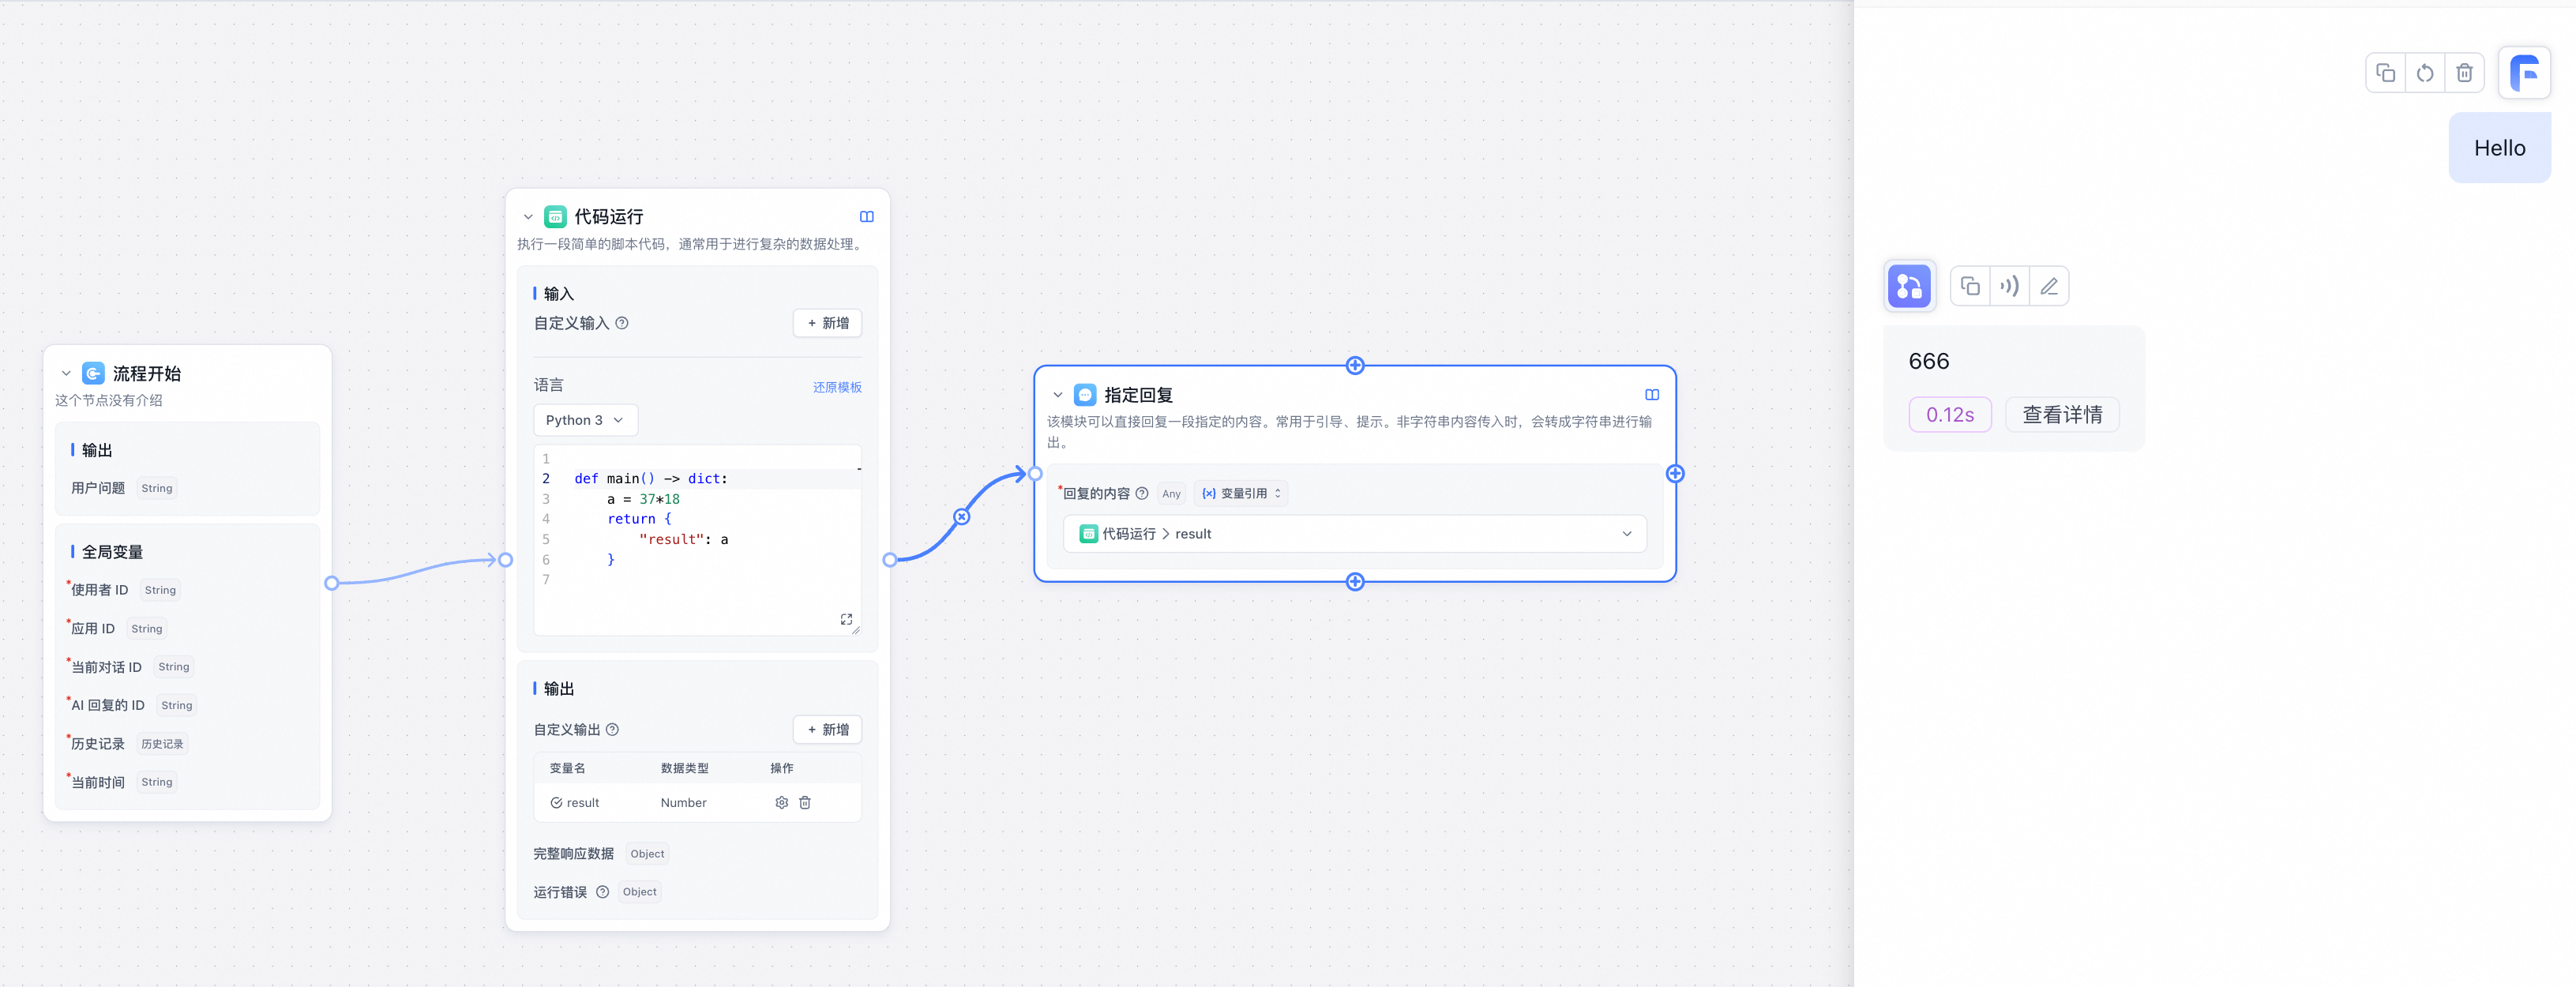 流程开始
这个节点没有介绍
输出
用户问题 String
全局变量
*使用者 ID String
*应用 ID String
*当前对话 ID String
*AI 回复的 ID String
*历史记录 历史记录
*当前时间 String
代码运行
执行一段简单的脚本代码，通常用于进行复杂的数据处理。
输入
自定义输入 + 新增
语言 还原模板
Python 3
1
2 def main() -> dict:
3 a = 37*18
4 return {
5 "result": a
6 }
7
输出
自定义输出 + 新增
变量名 数据类型 操作
result Number
完整响应数据 Object
运行错误 Object
指定回复
该模块可以直接回复一段指定的内容。常用于引导、提示。非字符串内容传入时，会转成字符串进行输
出。
*回复的内容 Any {x} 变量引用
代码运行 > result
Hello
666
0.12s 查看详情